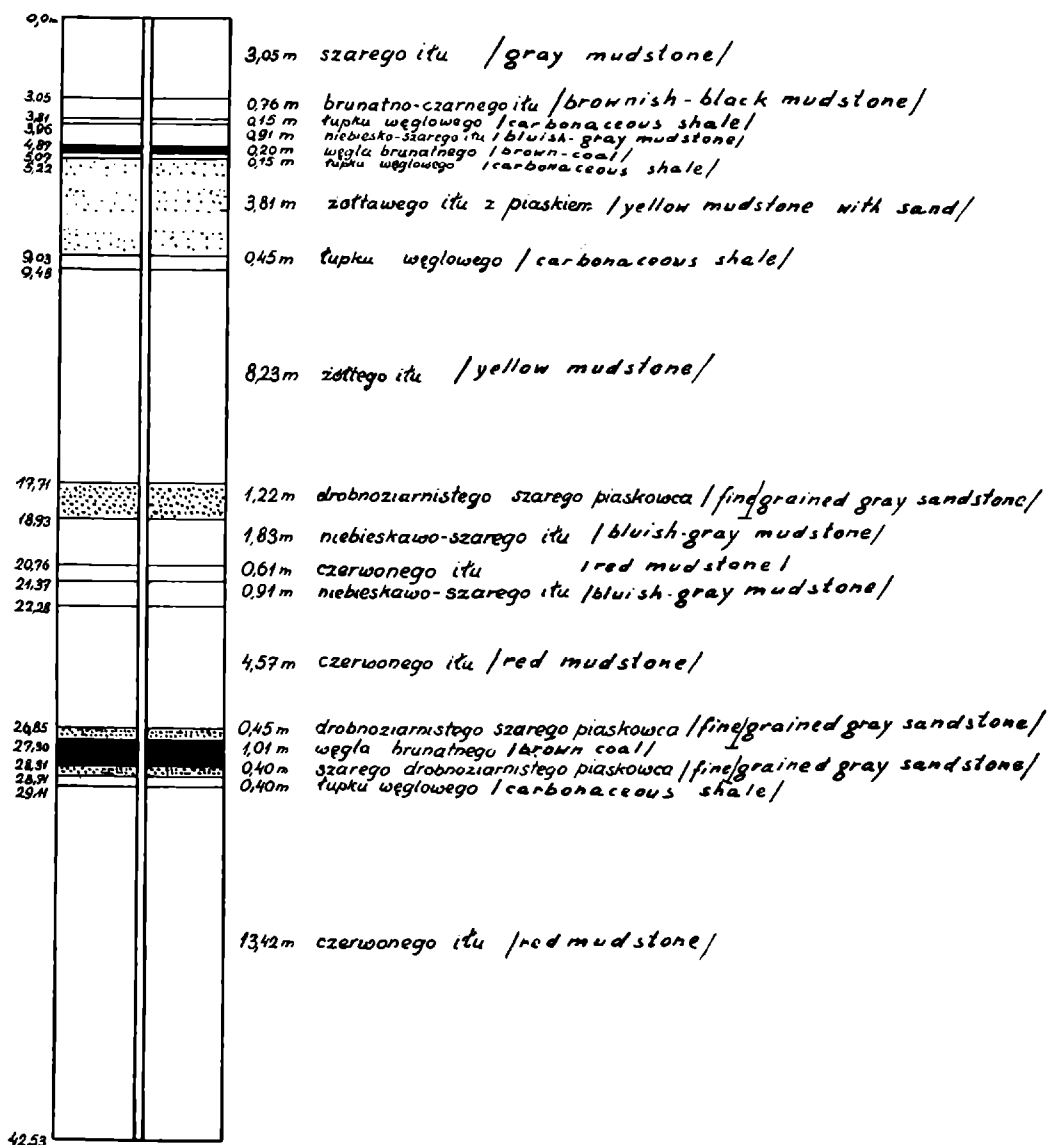 0,0m
3,05 m szarego iłu /gray mudstone/
3.05
0,76 m brunatno-czarnego iłu /brownish-black mudstone/
3,81
0,15 m łupku węglowego /carbonaceous shale/
3,96
0,91 m niebiesko-szarego iłu /bluish-gray mudstone/
4,87
0,20 m węgla brunatnego /brown-coal/
5,07
0,15 m łupku węglowego /carbonaceous shale/
5,22
3,81 m żółtawego iłu z piaskiem /yellow mudstone with sand/
9,03
0,45 m łupku węglowego /carbonaceous shale/
9,48
8,23 m żółtego iłu /yellow mudstone/
17,71
1,22 m drobnoziarnistego szarego piaskowca /fine/grained gray sandstone/
18,93
1,83 m niebieskawo-szarego iłu /bluish-gray mudstone/
20,76
0,61 m czerwonego iłu /red mudstone/
21,37
0,91 m niebieskawo-szarego iłu /bluish-gray mudstone/
22,28
4,57 m czerwonego iłu /red mudstone/
26,85
0,45 m drobnoziarnistego szarego piaskowca /fine/grained gray sandstone/
27,30
1,01 m węgla brunatnego /brown coal/
28,31
0,40 m szarego drobnoziarnistego piaskowca /fine/grained gray sandstone/
28,71
0,40 m łupku węglowego /carbonaceous shale/
29,11
13,42 m czerwonego iłu /red mudstone/
42,53